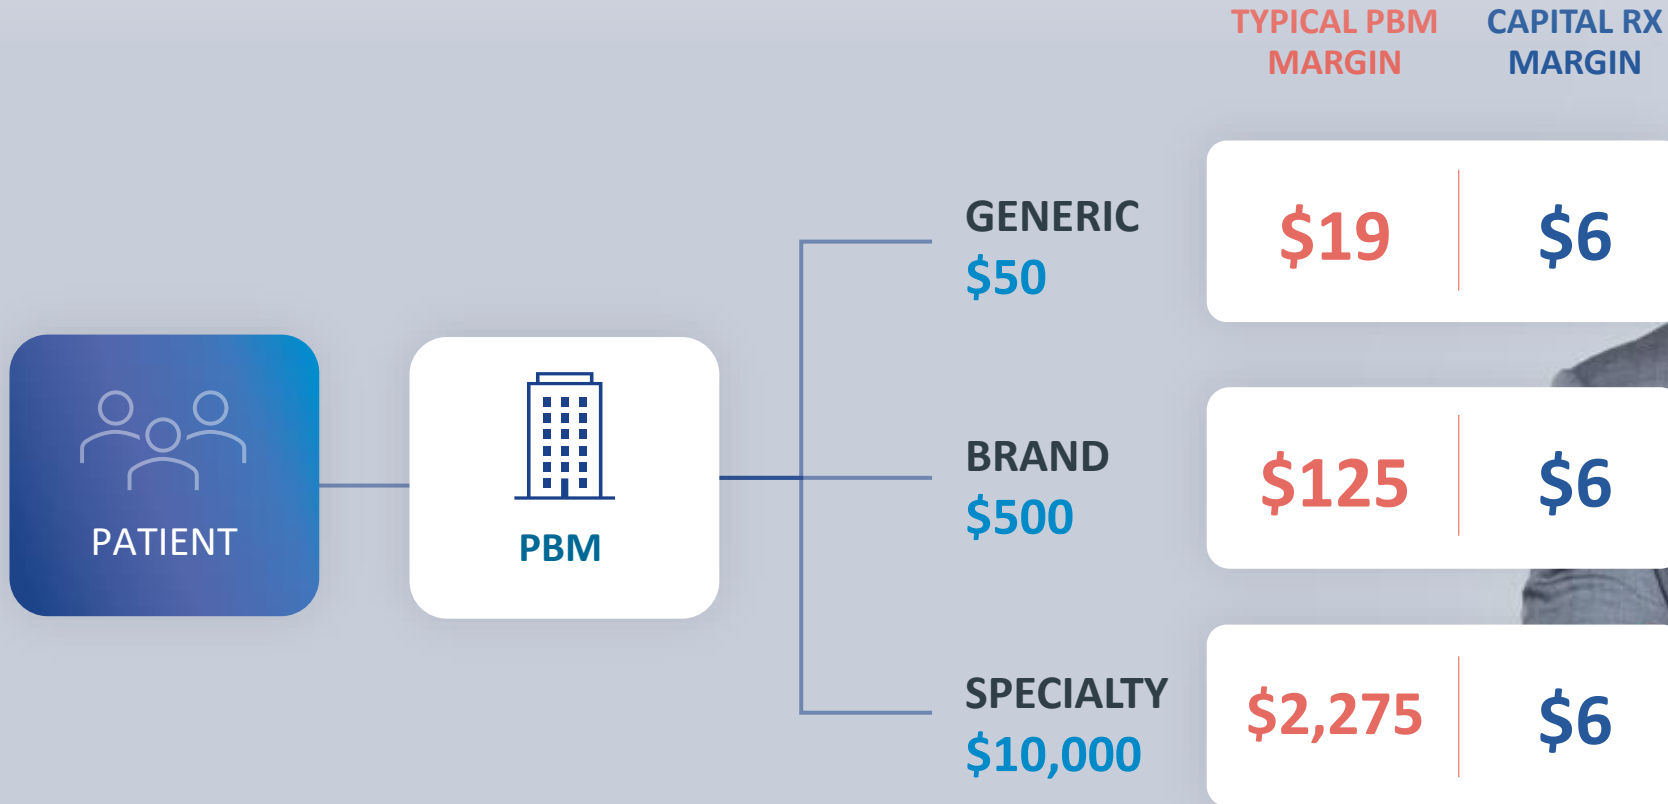 TYPICAL PBM
MARGIN
CAPITAL RX
MARGIN
PATIENT
PBM
GENERIC
$50
$19
$6
BRAND
$500
$125
$6
SPECIALTY
$10,000
$2,275
$6